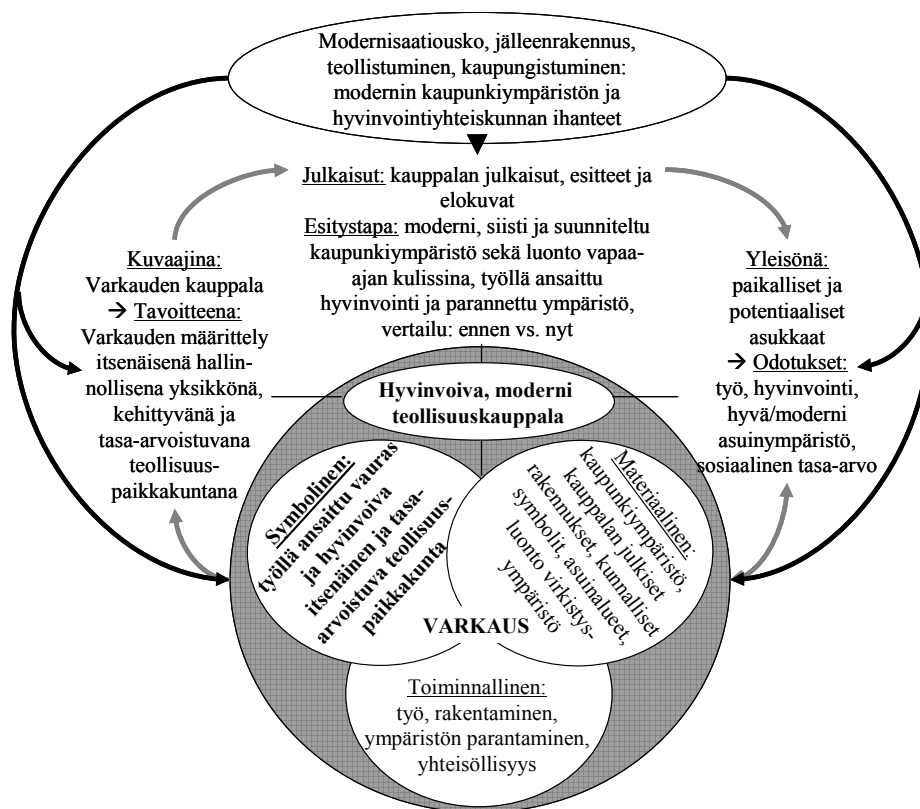 Modernisaatiousko, jälleenrakennus,
teollistuminen, kaupungistuminen:
modernin kaupunkiympäristön ja
hyvinvointiyhteiskunnan ihanteet
Julkaisut: kauppalan julkaisut, esitteet ja
elokuvat
Esitystapa: moderni, siisti ja suunniteltu
kaupunkiympäristö sekä luonto vapaa-
ajan kulissina, työllä ansaittu
hyvinvointi ja parannettu ympäristö,
vertailu: ennen vs. nyt
Kuvaajina:
Varkauden kauppala
→ Tavoitteena:
Varkauden määrittely
itsenäisenä hallin-
nollisena yksikkönä,
kehittyvänä ja
tasa-arvoistuvana
teollisuus-
paikkakuntana
Yleisönä:
paikalliset ja
potentiaaliset
asukkaat
→ Odotukset:
työ, hyvinvointi,
hyvä/moderni
asuinympäristö,
sosiaalinen tasa-arvo
Hyvinvoiva, moderni
teollisuuskauppala
Symbolinen:
työllä ansaittu vauras
ja hyvinvoiva
itsenäinen ja tasa-
arvoistuva teollisuus-
paikkakunta
Materiaalinen:
kaupunkiympäristö,
kauppalan julkiset
rakennukset, kunnalliset
symbolit, asuinalueet,
luonto virkistys-
ympäristö
VARKAUS
Toiminnallinen:
työ, rakentaminen,
ympäristön parantaminen,
yhteisöllisyys